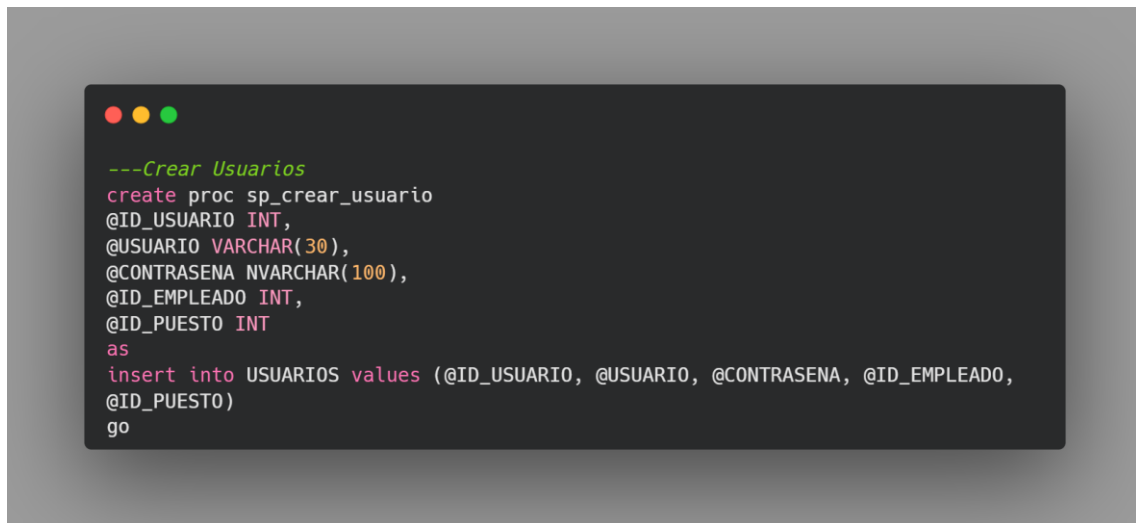 ---Crear Usuarios
create proc sp_crear_usuario
@ID_USUARIO INT,
@USUARIO VARCHAR(30),
@CONTRASENA NVARCHAR(100),
@ID_EMPLEADO INT,
@ID_PUESTO INT
as
insert into USUARIOS values (@ID_USUARIO, @USUARIO, @CONTRASENA, @ID_EMPLEADO,
@ID_PUESTO)
go